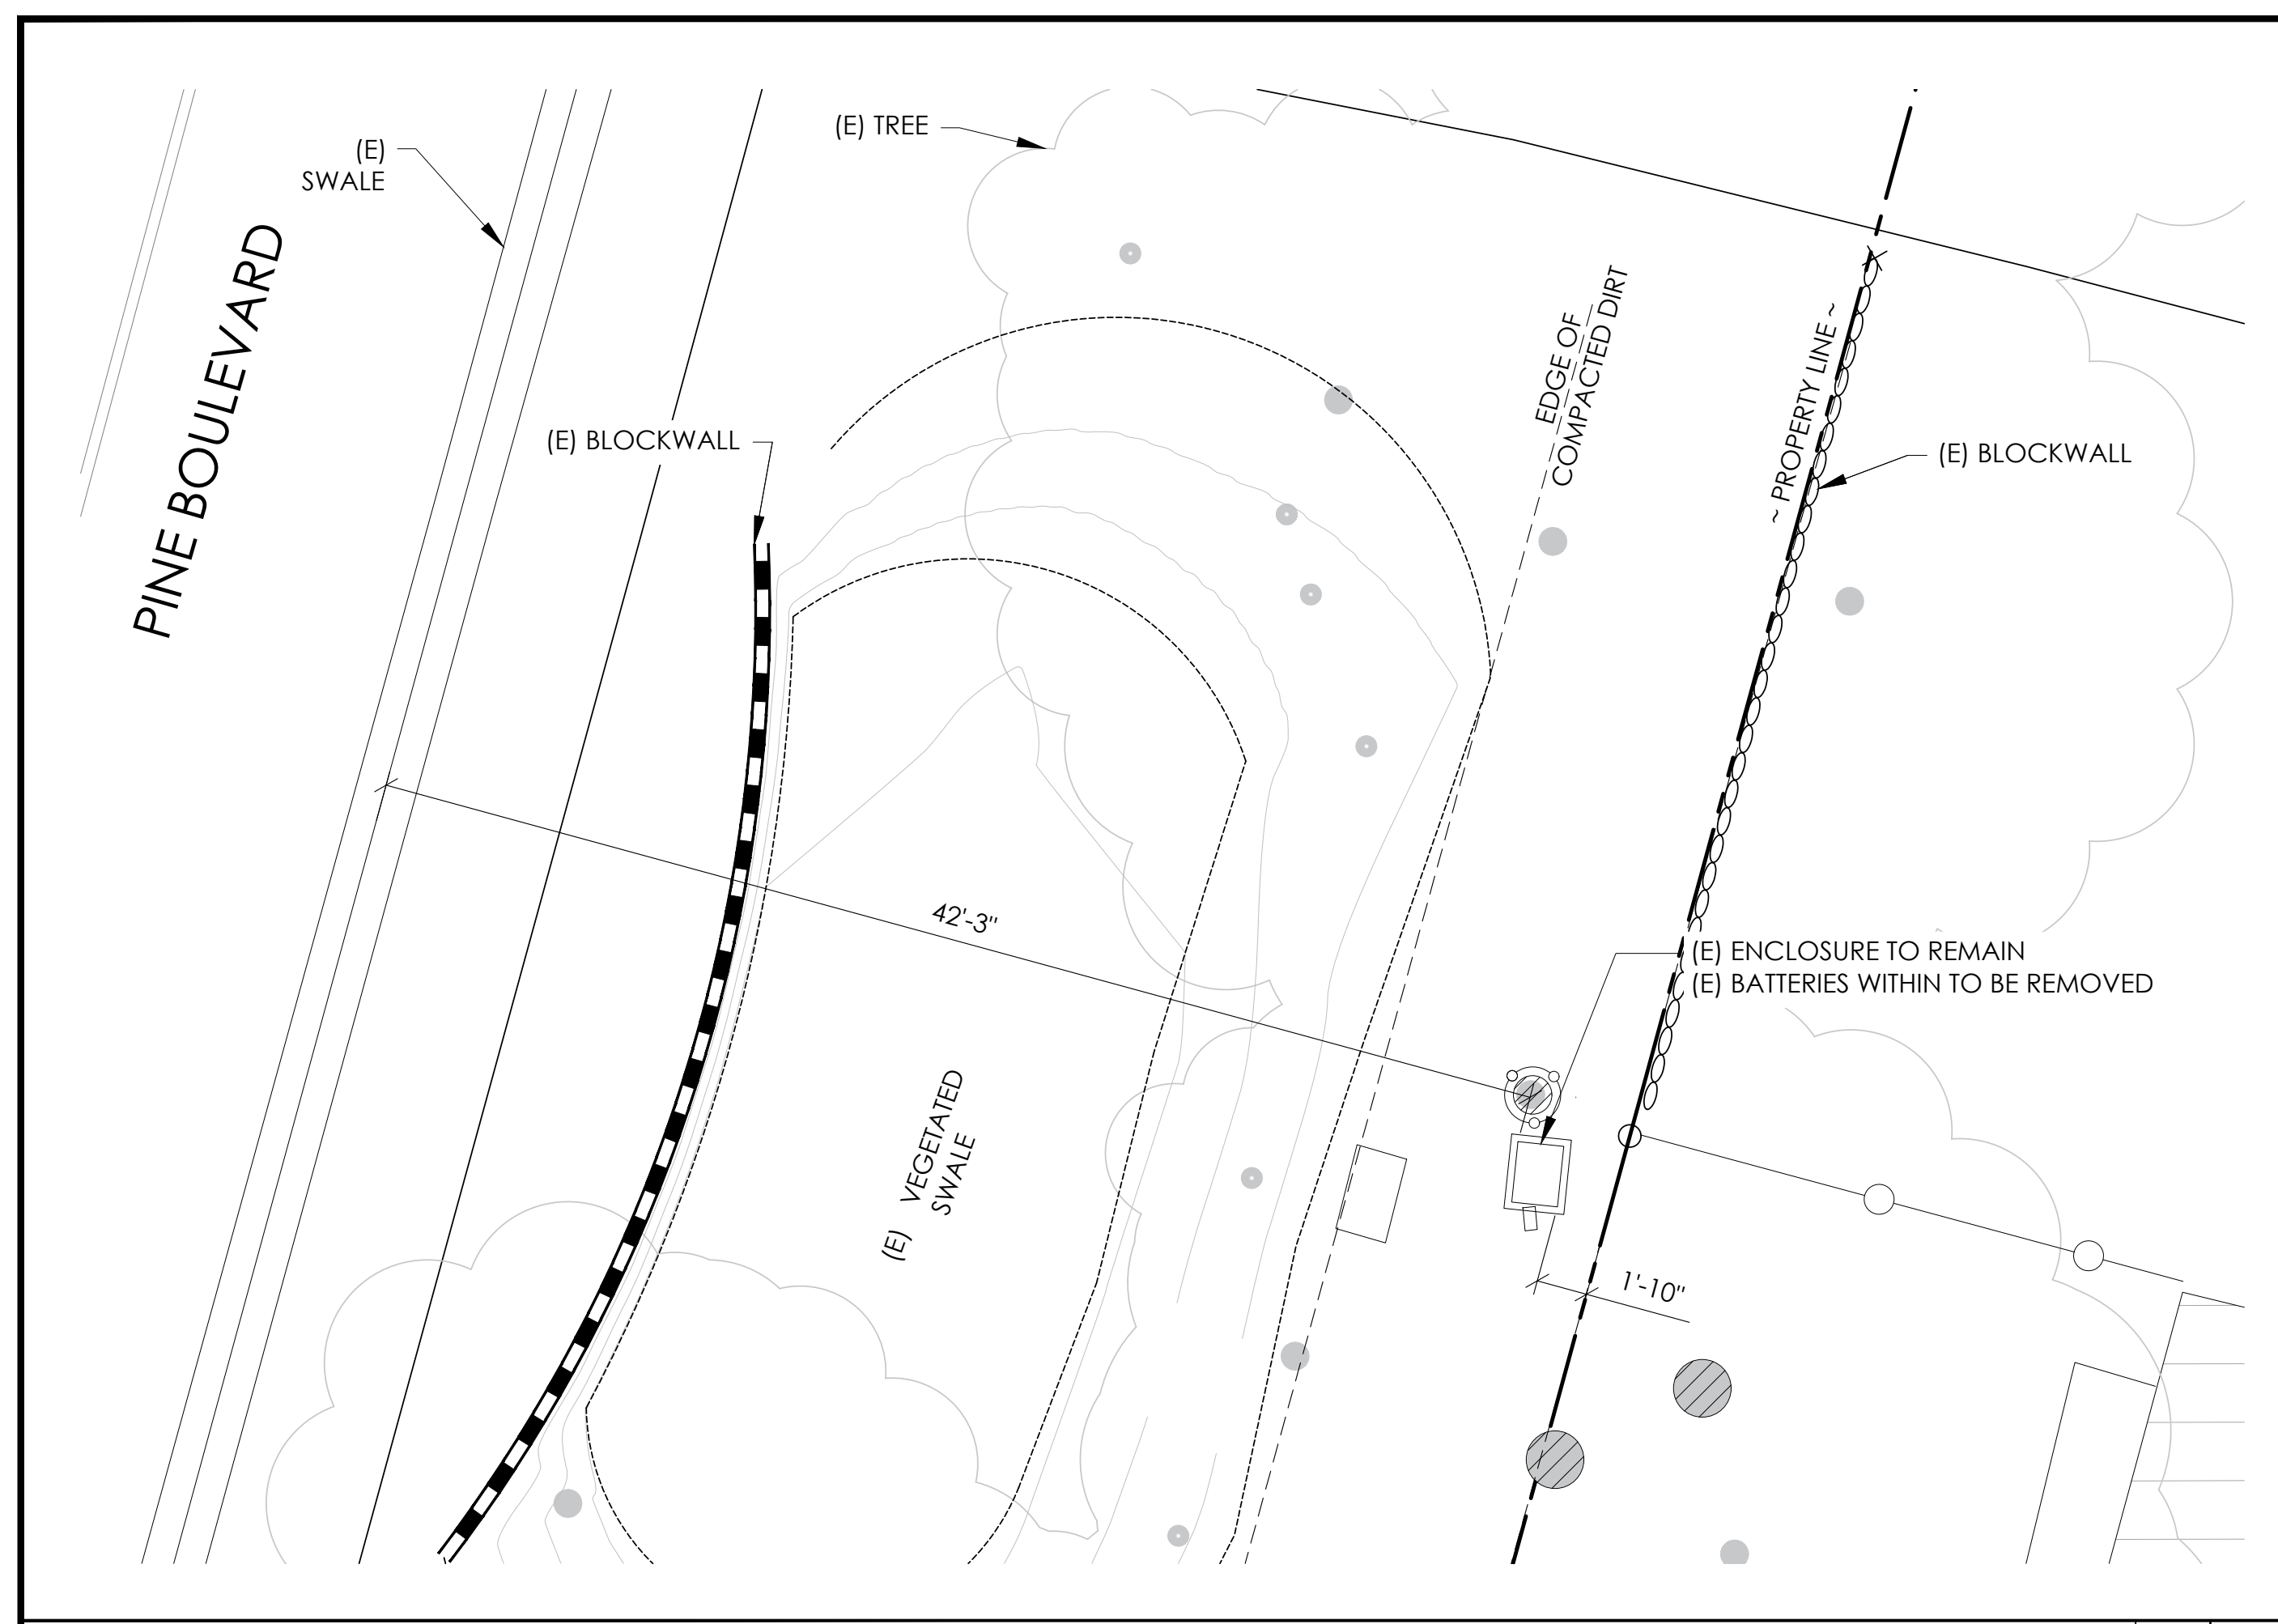 (E) TREE
(E)
SWALE
PINE BOULEVARD
(E) BLOCKWALL
EDGE OF
COMPACTED DIRT
~ PROPERTY LINE ~
(E) BLOCKWALL
42'-3"
(E) ENCLOSURE TO REMAIN
(E) BATTERIES WITHIN TO BE REMOVED
(E) VEGETATED
SWALE
1'-10"